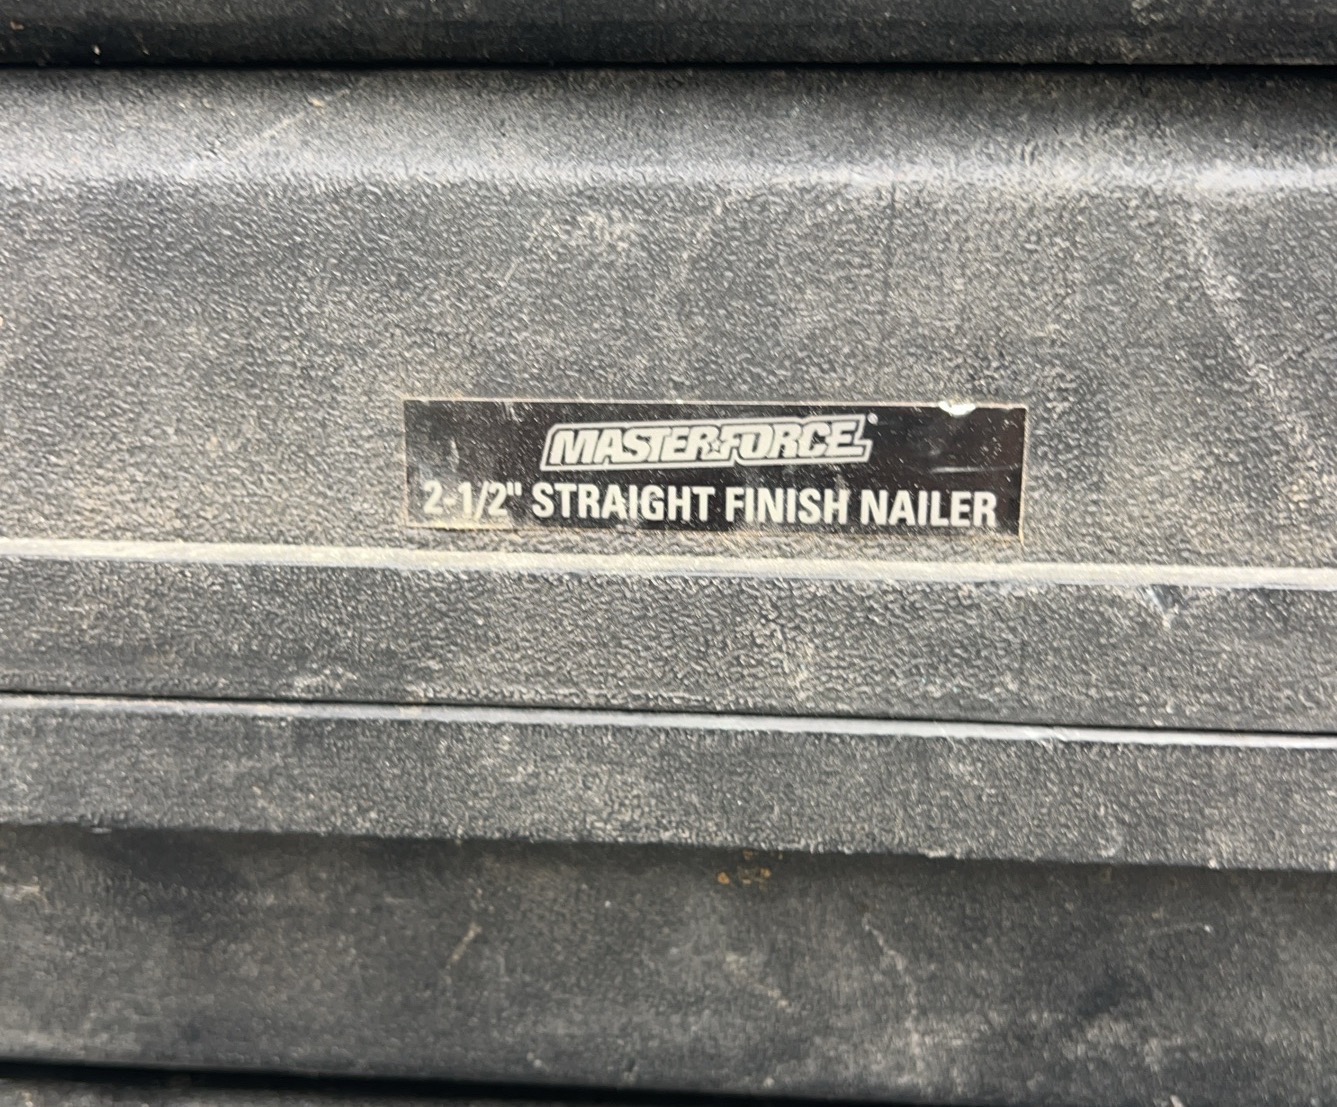 MASTERFORCE®
2-1/2" STRAIGHT FINISH NAILER